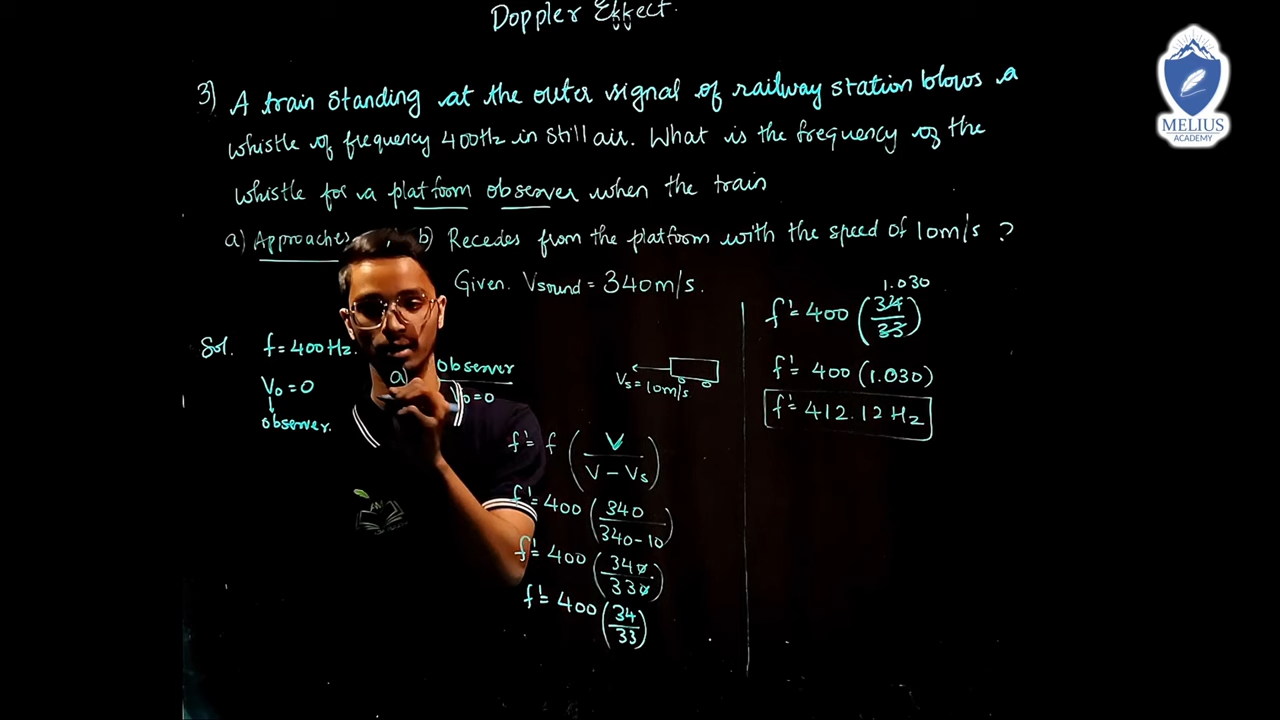 Doppler Effect.
MELIUS
ACADEMY
3) A train standing at the outer signal of railway station blows a
whistle of frequency 400Hz in still air. What is the frequency of the
whistle for a platform observer when the train
a) Approaches b) Recedes from the platform with the speed of 10m/s ?
Given. Vsound = 340m/s.
Sol. f = 400 Hz.
V₀ = 0
observer.
a) observer
V₀ = 0
Vs = 10m/s
f' = f (V / V - Vs)
f' = 400 (340 / 340 - 10)
f' = 400 (340 / 330)
f' = 400 (34 / 33)
1.030
f' = 400 (34 / 33)
f' = 400 (1.030)
f' = 412.12 Hz